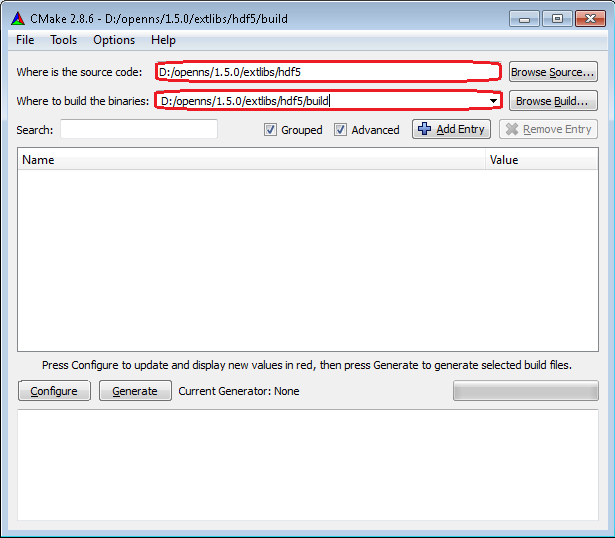 CMake 2.8.6 - D:/openns/1.5.0/extlibs/hdf5/build
File Tools Options Help
Where is the source code: D:/openns/1.5.0/extlibs/hdf5 Browse Source...
Where to build the binaries: D:/openns/1.5.0/extlibs/hdf5/build Browse Build...
Search: Grouped Advanced Add Entry Remove Entry
Name Value
Press Configure to update and display new values in red, then press Generate to generate selected build files.
Configure Generate Current Generator: None